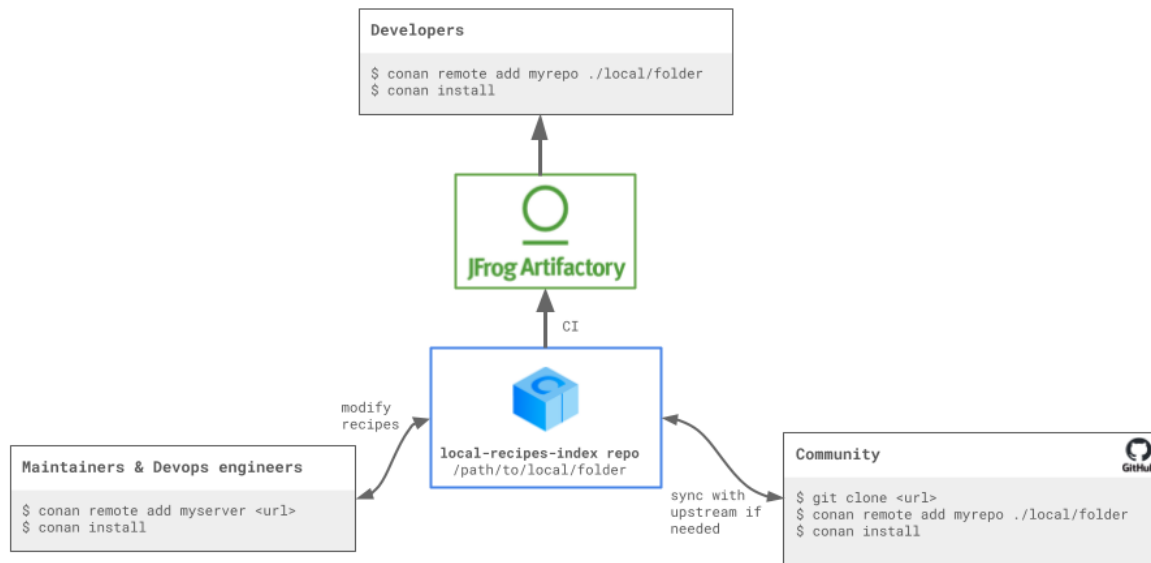 Developers
$ conan remote add myrepo ./local/folder
$ conan install
JFrog Artifactory
CI
modify
recipes
local-recipes-index repo
/path/to/local/folder
Maintainers & Devops engineers
$ conan remote add myserver <url>
$ conan install
sync with
upstream if
needed
Community
GitHub
$ git clone <url>
$ conan remote add myrepo ./local/folder
$ conan install